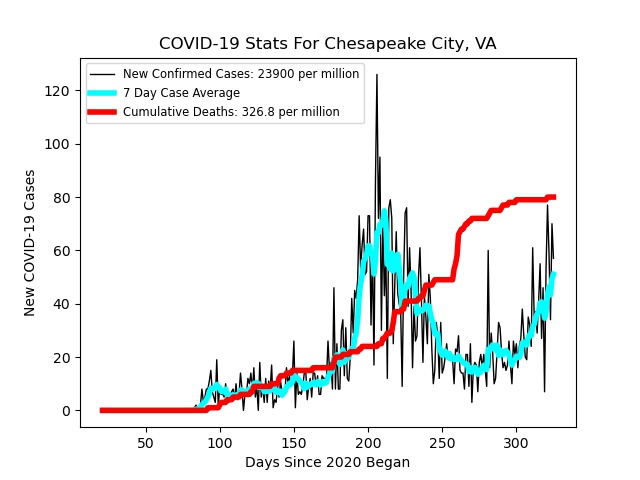 COVID-19 Stats For Chesapeake City, VA
New Confirmed Cases: 23900 per million
7 Day Case Average
Cumulative Deaths: 326.8 per million
New COVID-19 Cases
120
100
80
60
40
20
0
50 100 150 200 250 300
Days Since 2020 Began